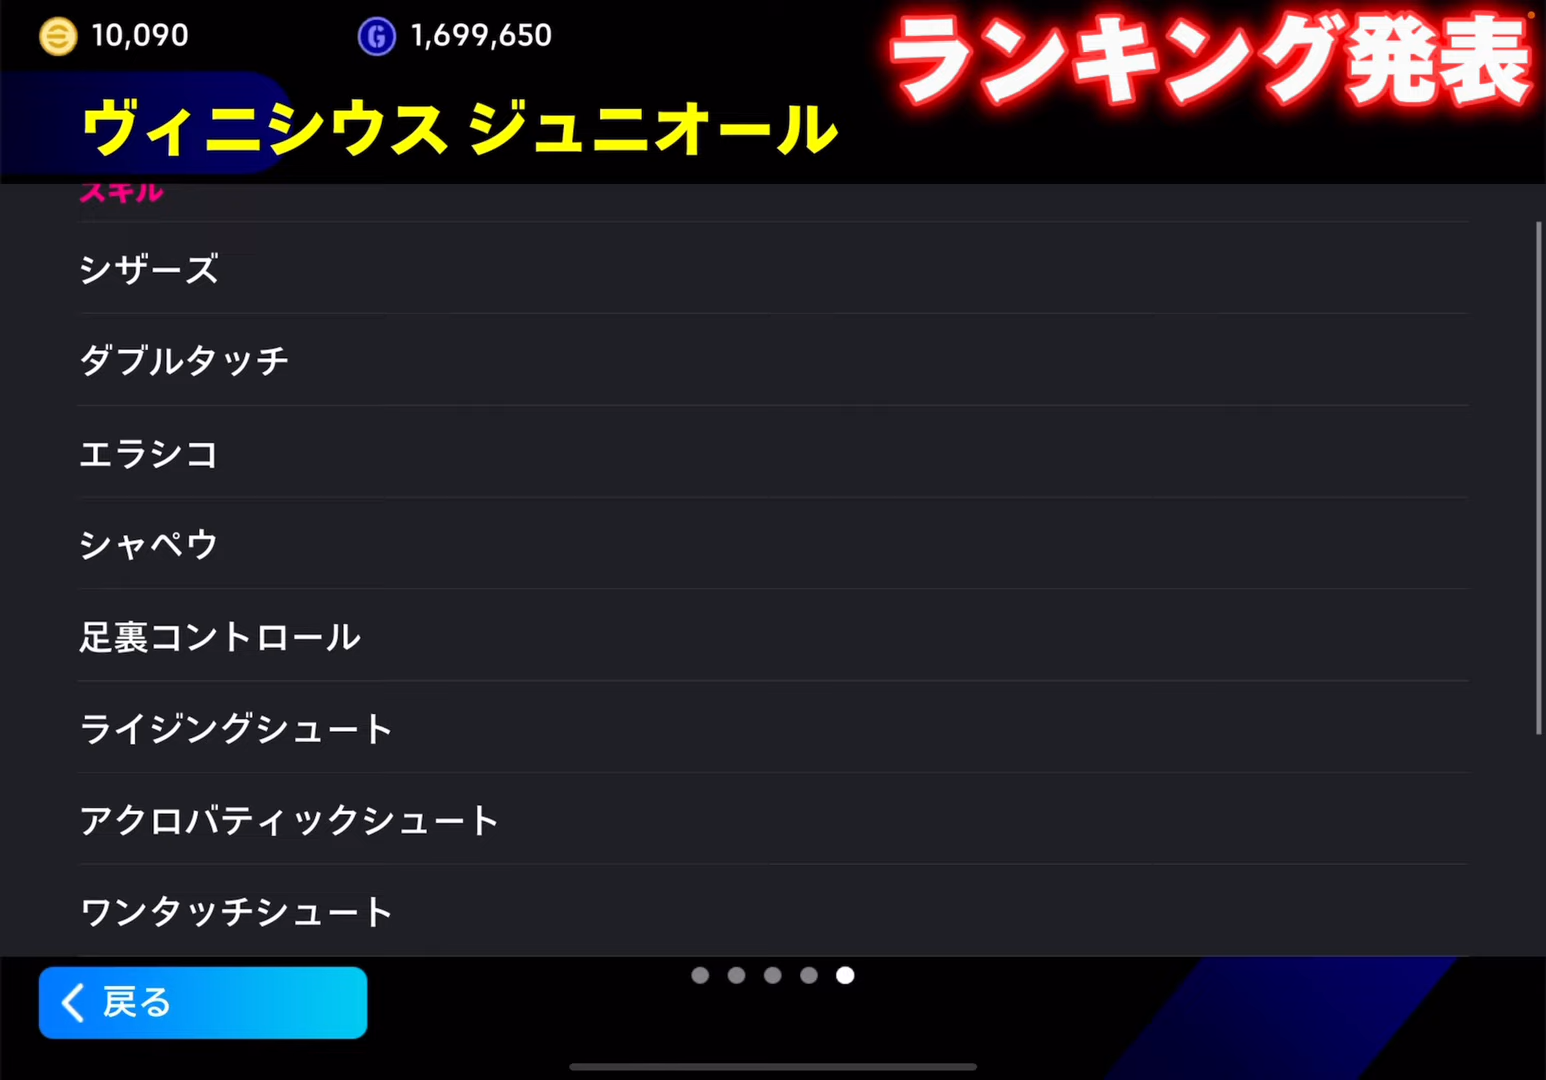 10,090
1,699,650
ランキング発表
ヴィニシウス ジュニオール
スキル
シザーズ
ダブルタッチ
エラシコ
シャペウ
足裏コントロール
ライジングシュート
アクロバティックシュート
ワンタッチシュート
戻る